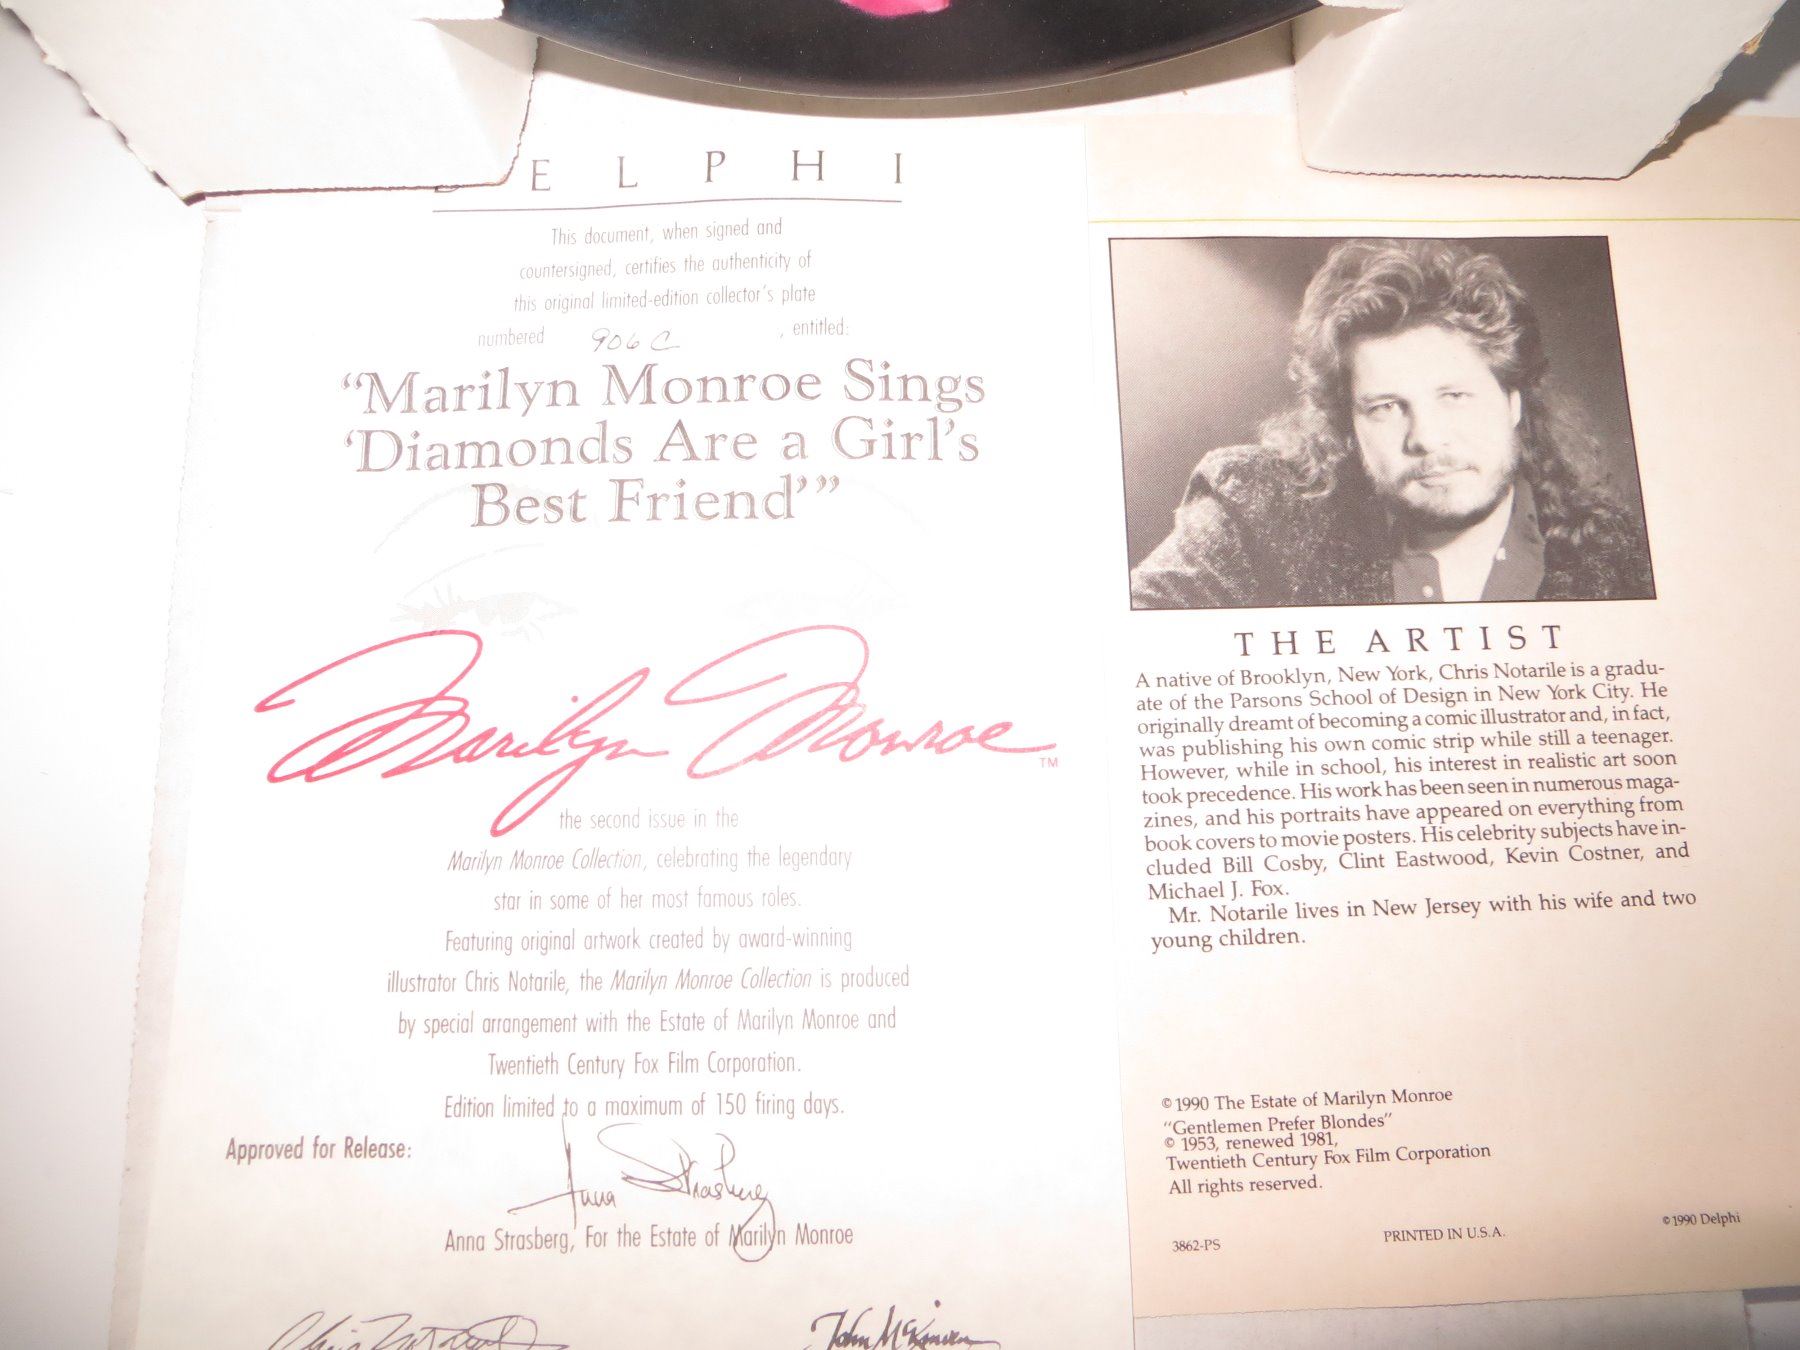 DELPHI
This document, when signed and
countersigned, certifies the authenticity of
this original limited-edition collector's plate
numbered 906 C , entitled:
“Marilyn Monroe Sings
‘Diamonds Are a Girl’s
Best Friend’”
Marilyn Monroe™
the second issue in the
Marilyn Monroe Collection, celebrating the legendary
star in some of her most famous roles.
Featuring original artwork created by award-winning
illustrator Chris Notarile, the Marilyn Monroe Collection is produced
by special arrangement with the Estate of Marilyn Monroe and
Twentieth Century Fox Film Corporation.
Edition limited to a maximum of 150 firing days.
Approved for Release:
Anna Strasberg
Anna Strasberg, For the Estate of Marilyn Monroe
Chris Notarile
THE ARTIST
A native of Brooklyn, New York, Chris Notarile is a gradu-
ate of the Parsons School of Design in New York City. He
originally dreamt of becoming a comic illustrator and, in fact,
was publishing his own comic strip while still a teenager.
However, while in school, his interest in realistic art soon
took precedence. His work has been seen in numerous maga-
zines, and his portraits have appeared on everything from
book covers to movie posters. His celebrity subjects have in-
cluded Bill Cosby, Clint Eastwood, Kevin Costner, and
Michael J. Fox.
Mr. Notarile lives in New Jersey with his wife and two
young children.
© 1990 The Estate of Marilyn Monroe
“Gentlemen Prefer Blondes”
© 1953, renewed 1981,
Twentieth Century Fox Film Corporation
All rights reserved.
3862-PS
PRINTED IN U.S.A.
© 1990 Delphi